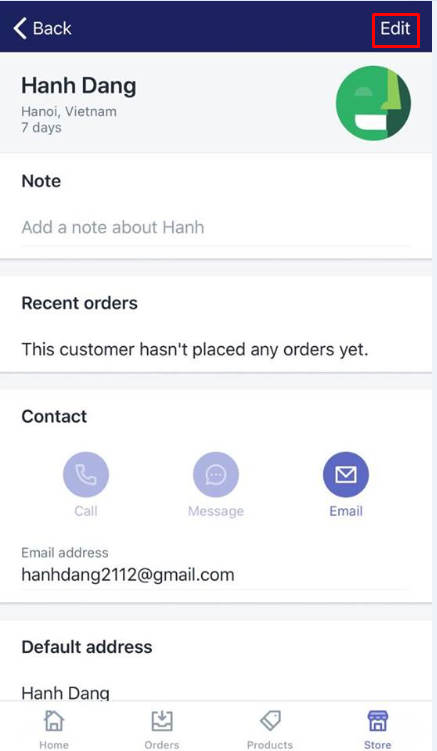 Back
Edit
Hanh Dang
Hanoi, Vietnam
7 days
Note
Add a note about Hanh
Recent orders
This customer hasn't placed any orders yet.
Contact
Call
Message
Email
Email address
hanhdang2112@gmail.com
Default address
Hanh Dang
Home
Orders
Products
Store